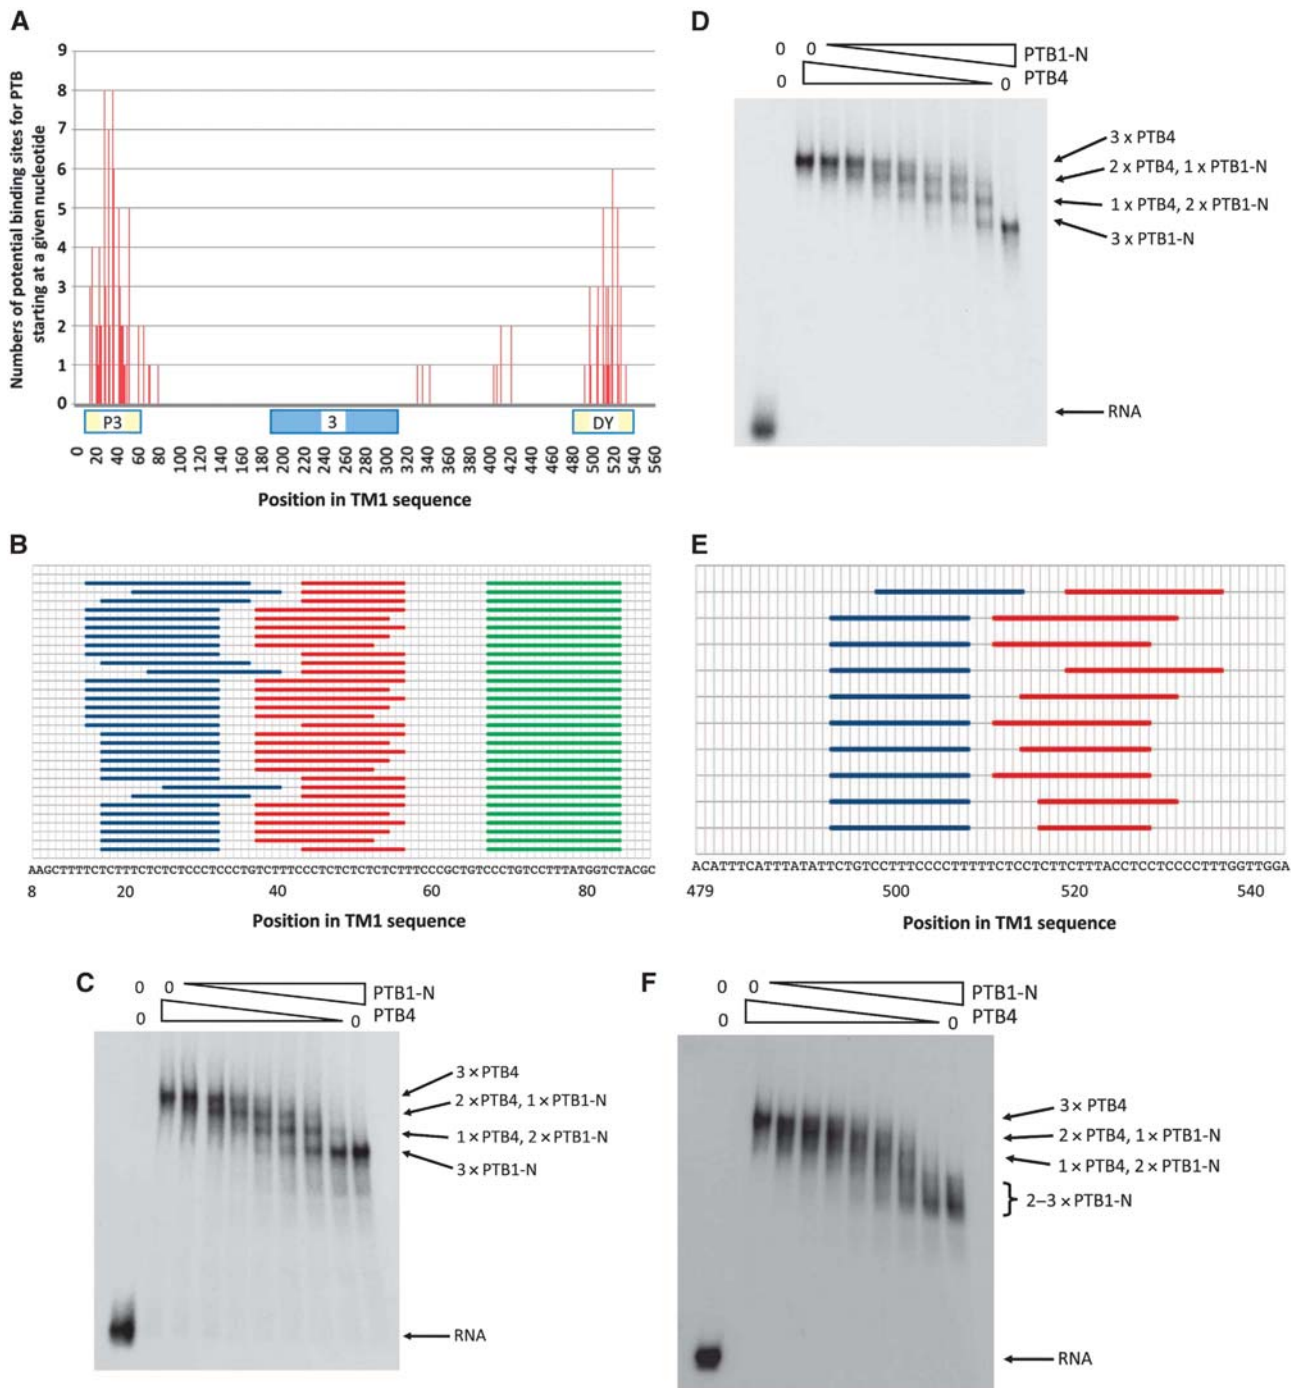 A
Numbers of potential binding sites for PTB
starting at a given nucleotide
9
8
7
6
5
4
3
2
1
0
P3
3
DY
0 20 40 60 80 100 120 140 160 180 200 220 240 260 280 300 320 340 360 380 400 420 440 460 480 500 520 540 560
Position in TM1 sequence
D
0 0 PTB1-N
0 0 PTB4
3 x PTB4
2 x PTB4, 1 x PTB1-N
1 x PTB4, 2 x PTB1-N
3 x PTB1-N
RNA
B
AAGCTTTTCTCTTTCTCTCTCCCTCCCTGTCTTTCCCTCTCTCTCTCTTTCCCGCTGTCCCTGTCCTTTATGGTCTACGC
8 20 40 60 80
Position in TM1 sequence
E
ACATTTCATTTATATTCTGTCCTTTCCCCTTTTTCTCCTCTTCTTTACCTCCTCCCCTTTGGTTGGA
479 500 520 540
Position in TM1 sequence
C
0 0 PTB1-N
0 0 PTB4
3 × PTB4
2 × PTB4, 1 × PTB1-N
1 × PTB4, 2 × PTB1-N
3 × PTB1-N
RNA
F
0 0 PTB1-N
0 0 PTB4
3× PTB4
2× PTB4, 1× PTB1-N
1× PTB4, 2× PTB1-N
2–3 × PTB1-N
RNA